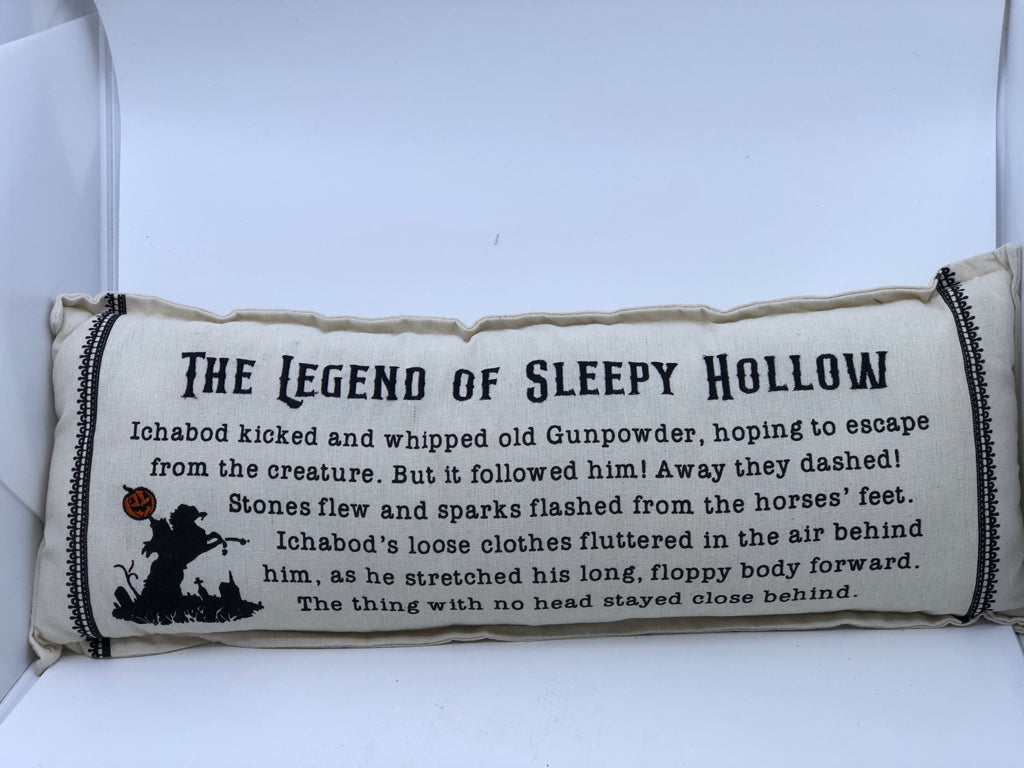 The Legend of Sleepy Hollow
Ichabod kicked and whipped old Gunpowder, hoping to escape
from the creature. But it followed him! Away they dashed!
Stones flew and sparks flashed from the horses' feet.
Ichabod's loose clothes fluttered in the air behind
him, as he stretched his long, floppy body forward.
The thing with no head stayed close behind.